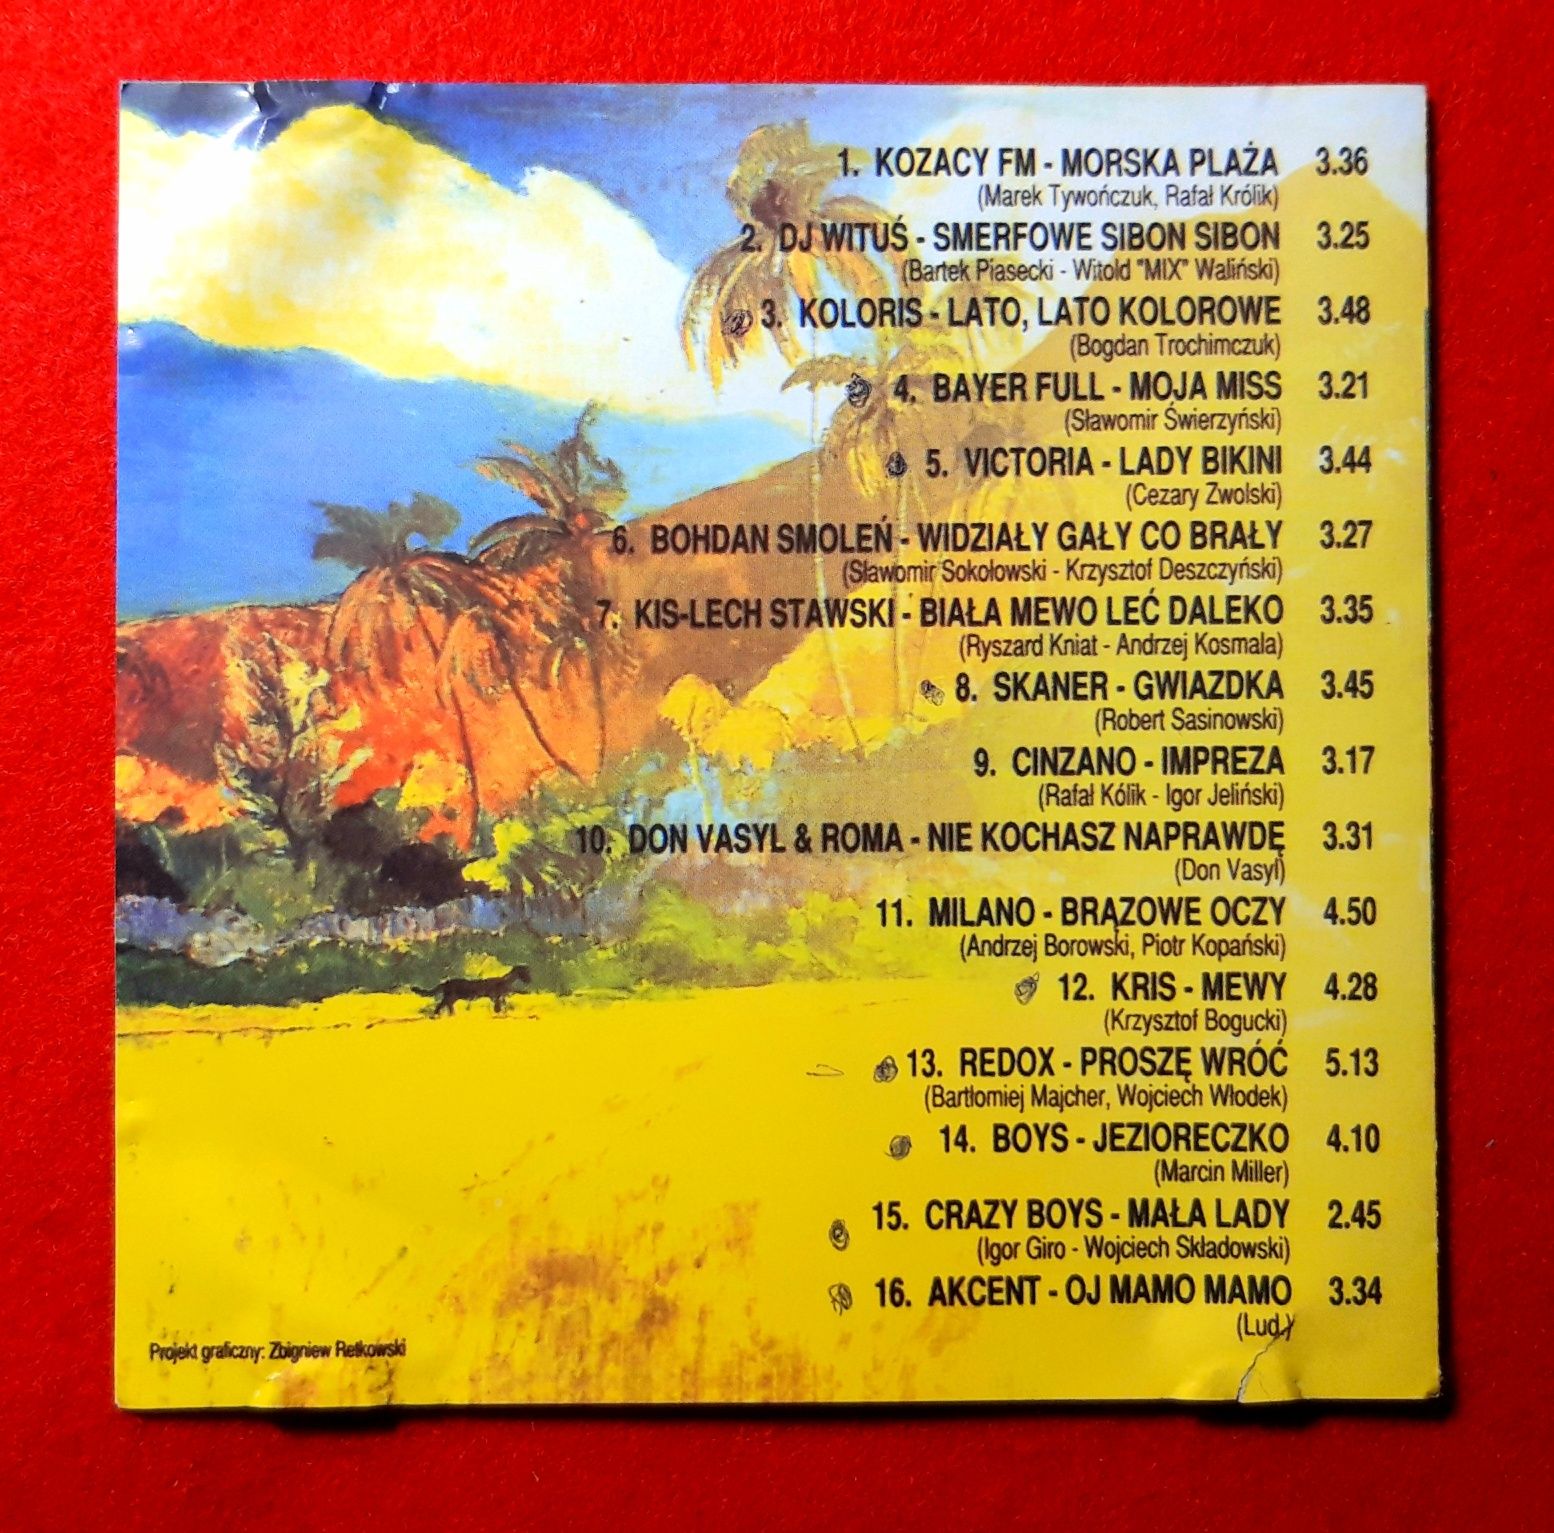 1. KOZACY FM - MORSKA PLAŻA 3.36
(Marek Tywończuk, Rafał Królik)
2. DJ WITUŚ - SMERFOWE SIBON SIBON 3.25
(Bartek Piasecki - Witold "MIX" Waliński)
3. KOLORIS - LATO, LATO KOLOROWE 3.48
(Bogdan Trochimczuk)
4. BAYER FULL - MOJA MISS 3.21
(Sławomir Świerzyński)
5. VICTORIA - LADY BIKINI 3.44
(Cezary Zwolski)
6. BOHDAN SMOLEŃ - WIDZIAŁY GAŁY CO BRAŁY 3.27
(Sławomir Sokołowski - Krzysztof Deszczyński)
7. KIS-LECH STAWSKI - BIAŁA MEWO LEĆ DALEKO 3.35
(Ryszard Kniat - Andrzej Kosmala)
8. SKANER - GWIAZDKA 3.45
(Robert Sasinowski)
9. CINZANO - IMPREZA 3.17
(Rafał Kólik - Igor Jeliński)
10. DON VASYL & ROMA - NIE KOCHASZ NAPRAWDĘ 3.31
(Don Vasyl)
11. MILANO - BRĄZOWE OCZY 4.50
(Andrzej Borowski, Piotr Kopański)
12. KRIS - MEWY 4.28
(Krzysztof Bogucki)
13. REDOX - PROSZĘ WRÓĆ 5.13
(Bartłomiej Majcher, Wojciech Włodek)
14. BOYS - JEZIORECZKO 4.10
(Marcin Miller)
15. CRAZY BOYS - MAŁA LADY 2.45
(Igor Giro - Wojciech Składowski)
16. AKCENT - OJ MAMO MAMO 3.34
(Lud.)
Projekt graficzny: Zbigniew Retkowski